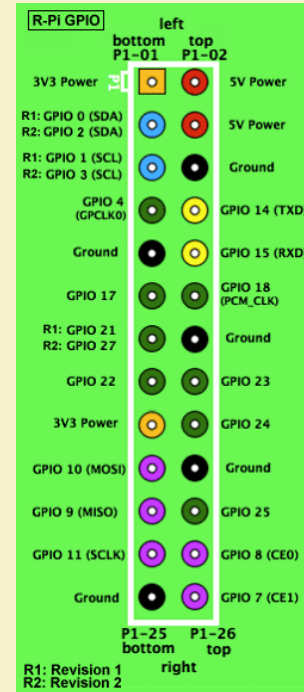 R-Pi GPIO
left
bottom top
P1-01 P1-02
3V3 Power P1 5V Power
R1: GPIO 0 (SDA)
R2: GPIO 2 (SDA)
5V Power
R1: GPIO 1 (SCL)
R2: GPIO 3 (SCL)
Ground
GPIO 4
(GPCLK0)
GPIO 14 (TXD
Ground GPIO 15 (RXD
GPIO 17
GPIO 18
(PCM_CLK)
R1: GPIO 21
R2: GPIO 27
Ground
GPIO 22 GPIO 23
3V3 Power GPIO 24
GPIO 10 (MOSI) Ground
GPIO 9 (MISO) GPIO 25
GPIO 11 (SCLK) GPIO 8 (CE0)
Ground GPIO 7 (CE1)
P1-25 P1-26
bottom top
right
R1: Revision 1
R2: Revision 2